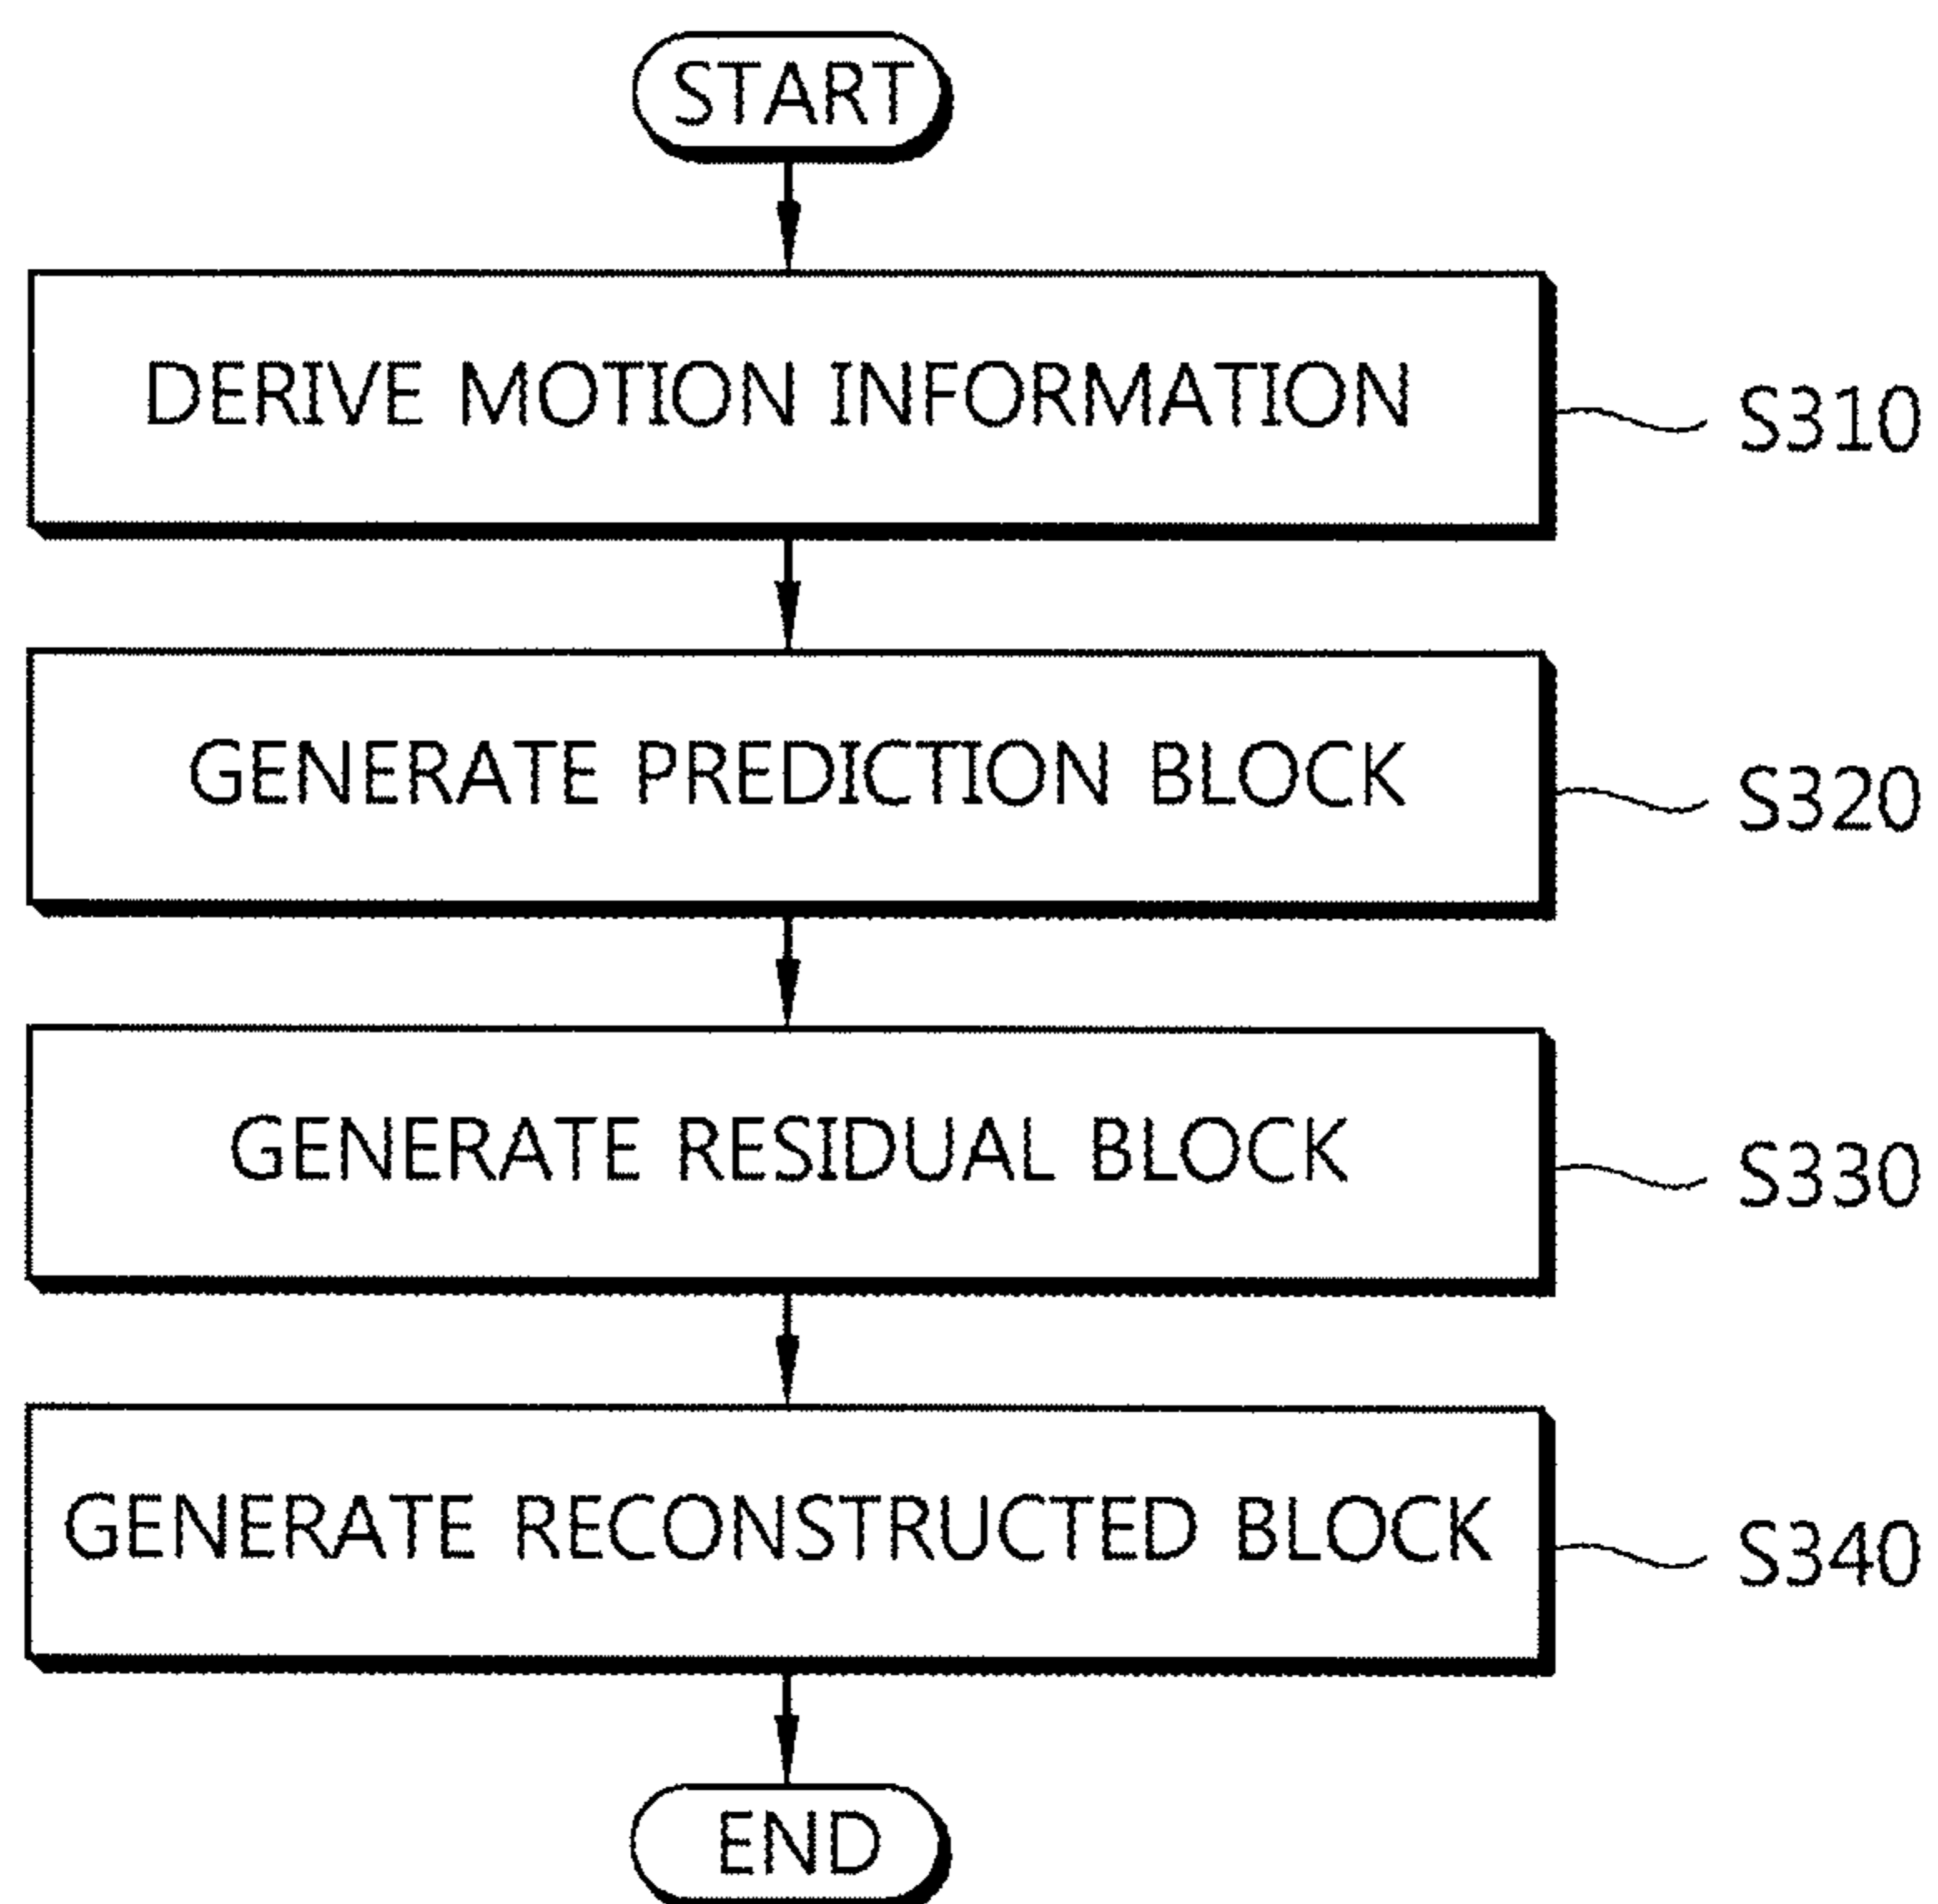 START
DERIVE MOTION INFORMATION
S310
GENERATE PREDICTION BLOCK
S320
GENERATE RESIDUAL BLOCK
S330
GENERATE RECONSTRUCTED BLOCK
S340
END